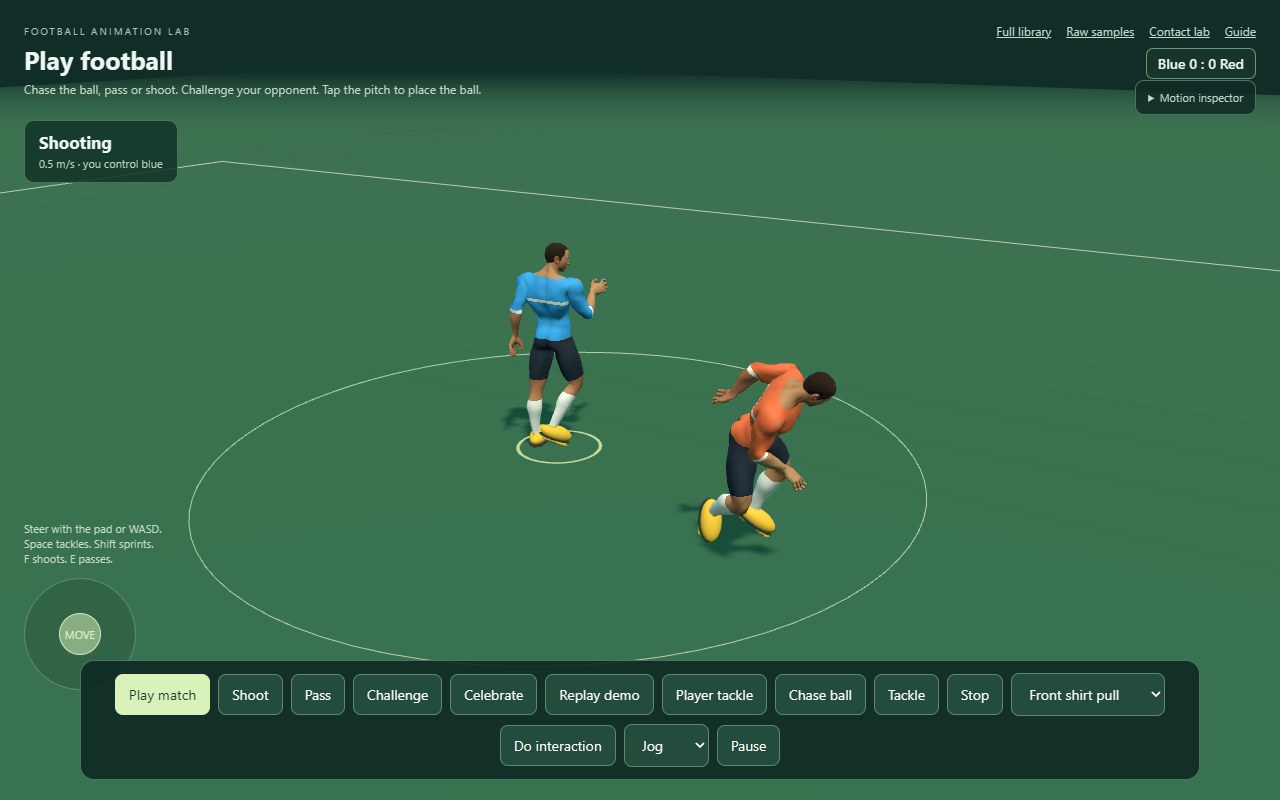 FOOTBALL ANIMATION LAB
Play football
Chase the ball, pass or shoot. Challenge your opponent. Tap the pitch to place the ball.
Full library Raw samples Contact lab Guide
Blue 0 : 0 Red
▶ Motion inspector
Shooting
0.5 m/s · you control blue
Steer with the pad or WASD.
Space tackles. Shift sprints.
F shoots. E passes.
MOVE
Play match Shoot Pass Challenge Celebrate Replay demo Player tackle Chase ball Tackle Stop Front shirt pull
Do interaction Jog Pause